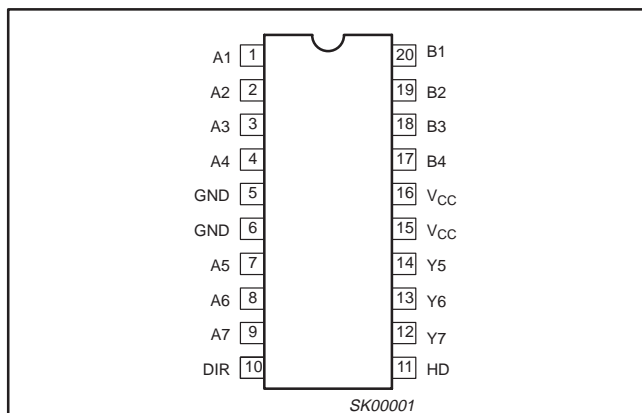 A1 1 20 B1
A2 2 19 B2
A3 3 18 B3
A4 4 17 B4
GND 5 16 VCC
GND 6 15 VCC
A5 7 14 Y5
A6 8 13 Y6
A7 9 12 Y7
DIR 10 11 HD
SK00001